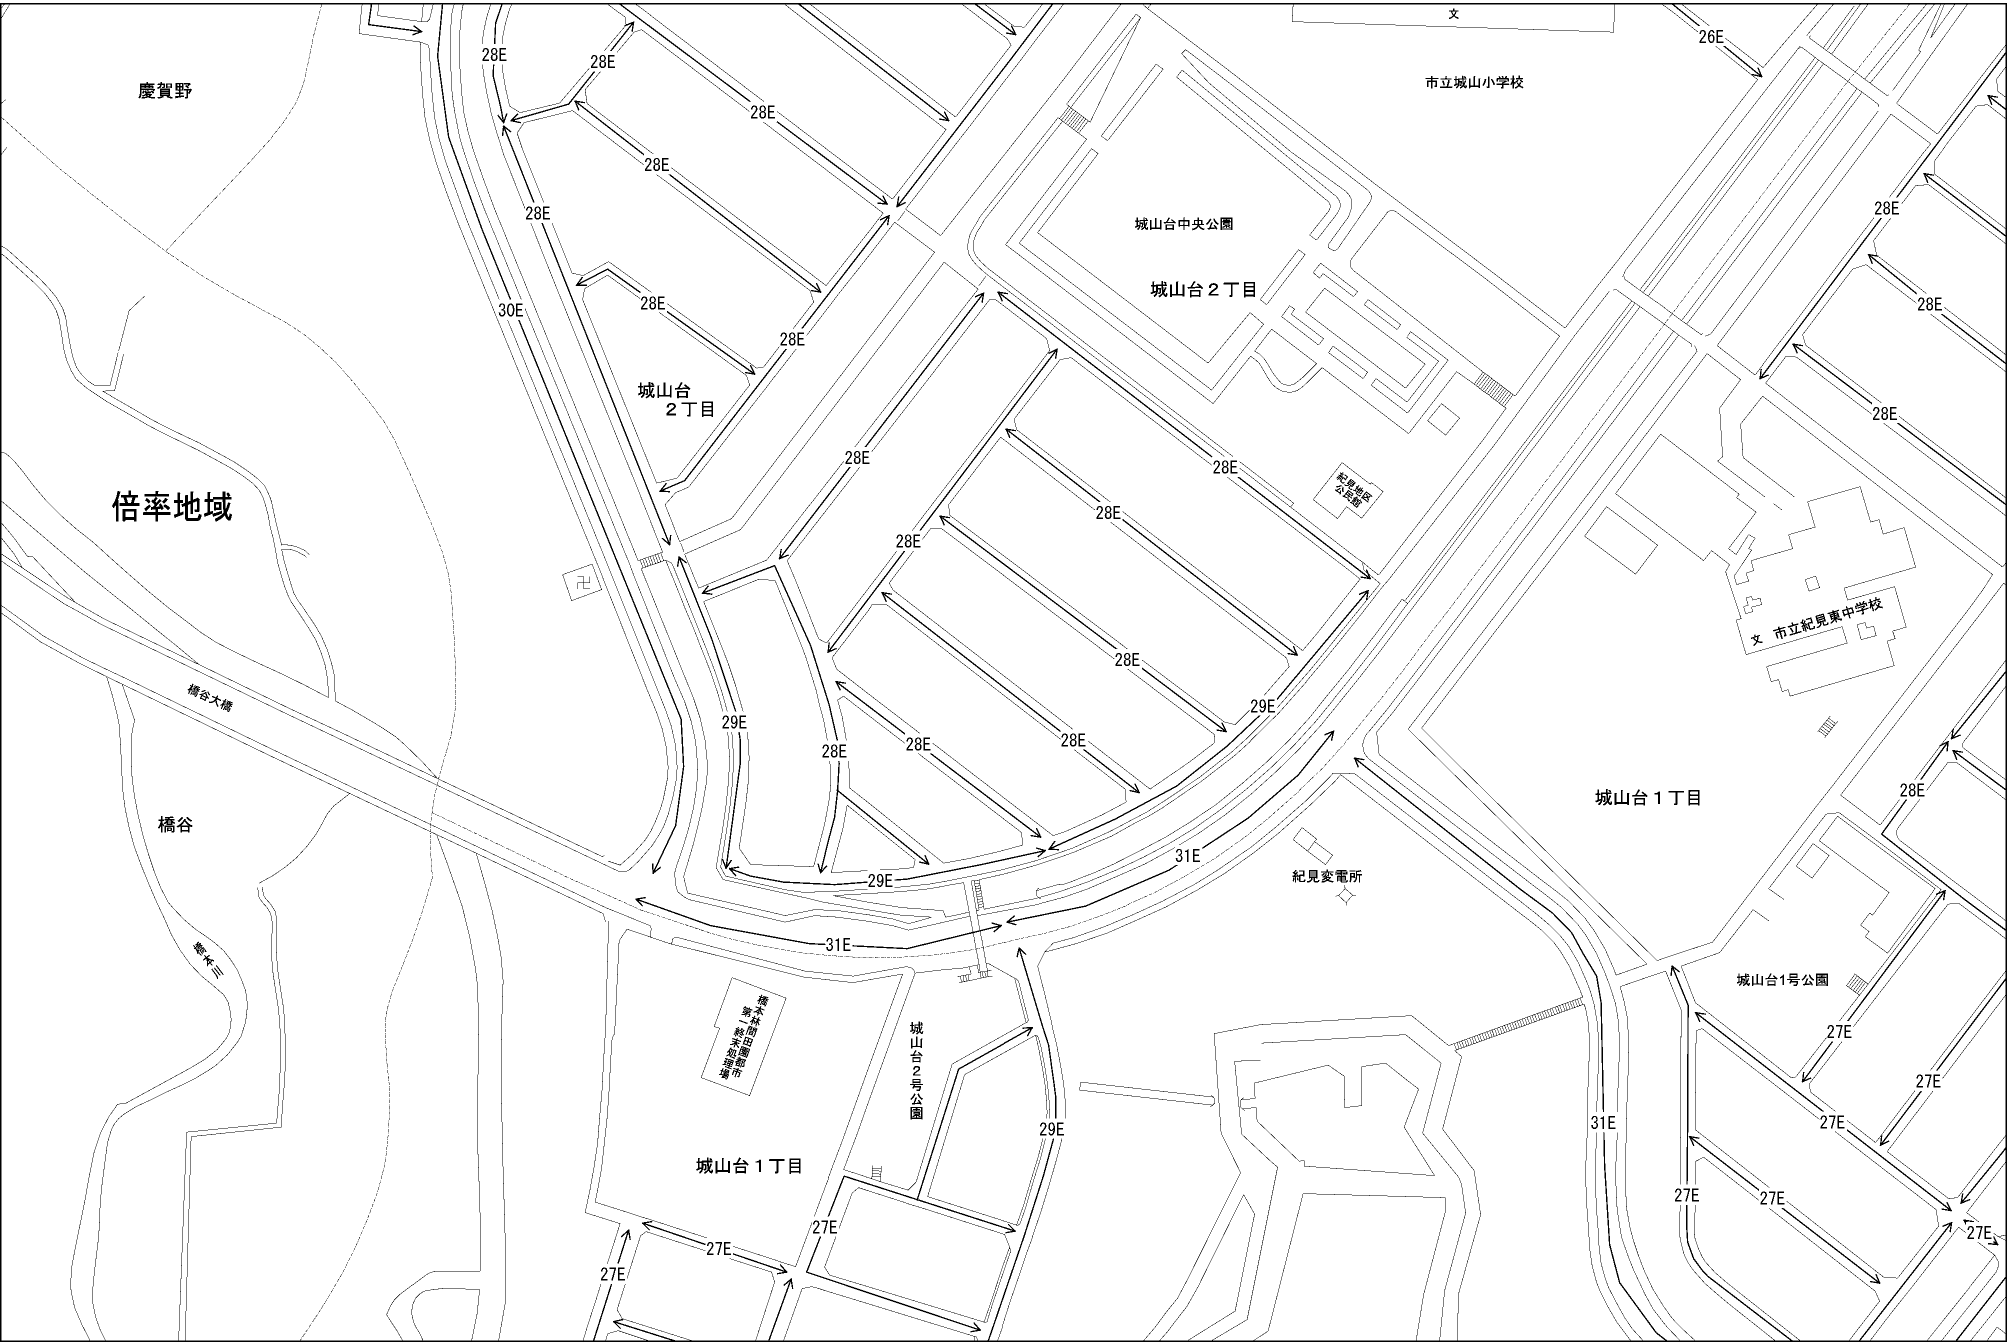 文
26E
28E
28E
市立城山小学校
慶賀野
28E
28E
28E
28E
城山台中央公園
28E
城山台２丁目
28E
28E
30E
28E
城山台
２丁目
28E
28E
28E
紀見地区
公民館
倍率地域
28E
28E
卍
市立紀見東中学校
文
28E
橋谷大橋
29E
29E
28E
28E
28E
28E
城山台１丁目
橋谷
31E
紀見変電所
29E
31E
橋本川
城山台1号公園
橋本林間田園都市
第一終末処理場
城山台２号公園
27E
27E
31E
27E
29E
城山台１丁目
27E
27E
27E
27E
27E
27E